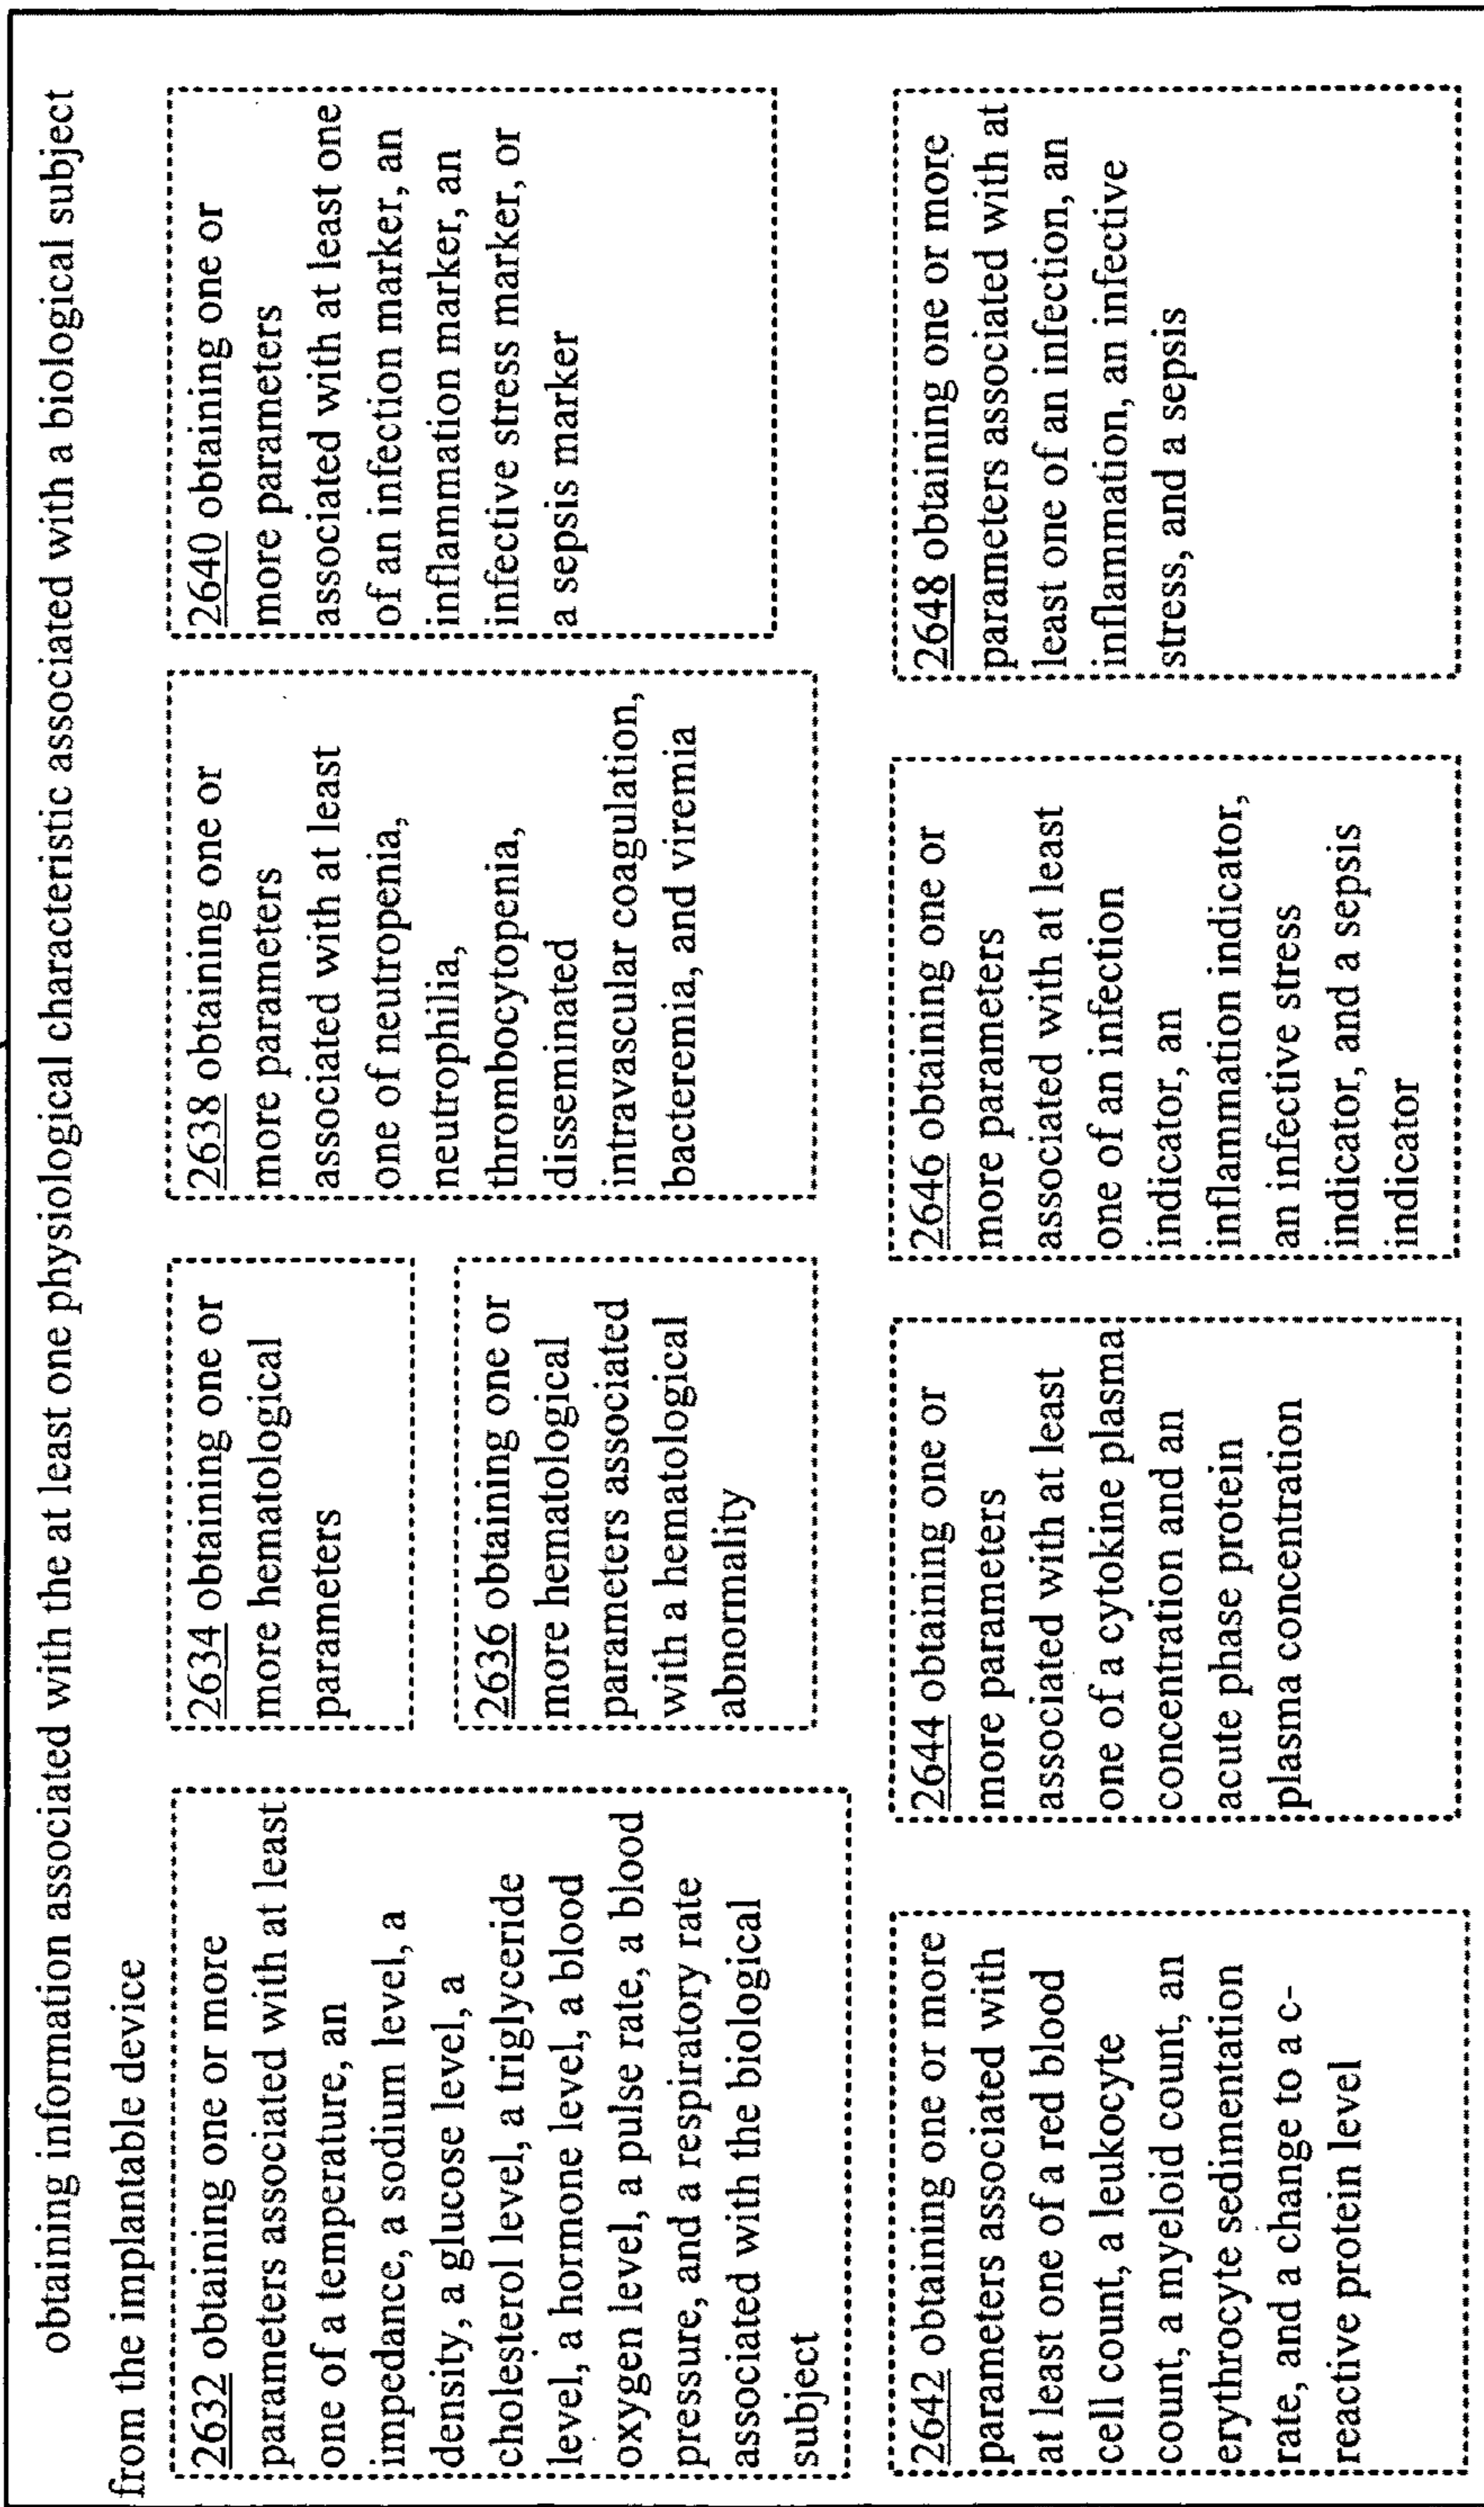 obtaining information associated with the at least one physiological characteristic associated with a biological subject
from the implantable device
2632 obtaining one or more
parameters associated with at least
one of a temperature, an
impedance, a sodium level, a
density, a glucose level, a
cholesterol level, a triglyceride
level, a hormone level, a blood
oxygen level, a pulse rate, a blood
pressure, and a respiratory rate
associated with the biological
subject
2634 obtaining one or
more hematological
parameters
2636 obtaining one or
more hematological
parameters associated
with a hematological
abnormality
2638 obtaining one or
more parameters
associated with at least
one of neutropenia,
neutrophilia,
thrombocytopenia,
disseminated
intravascular coagulation,
bacteremia, and viremia
2640 obtaining one or
more parameters
associated with at least one
of an infection marker, an
inflammation marker, an
infective stress marker, or
a sepsis marker
2642 obtaining one or more
parameters associated with
at least one of a red blood
cell count, a leukocyte
count, a myeloid count, an
erythrocyte sedimentation
rate, and a change to a c-
reactive protein level
2644 obtaining one or
more parameters
associated with at least
one of a cytokine plasma
concentration and an
acute phase protein
plasma concentration
2646 obtaining one or
more parameters
associated with at least
one of an infection
indicator, an
inflammation indicator,
an infective stress
indicator, and a sepsis
indicator
2648 obtaining one or more
parameters associated with at
least one of an infection, an
inflammation, an infective
stress, and a sepsis